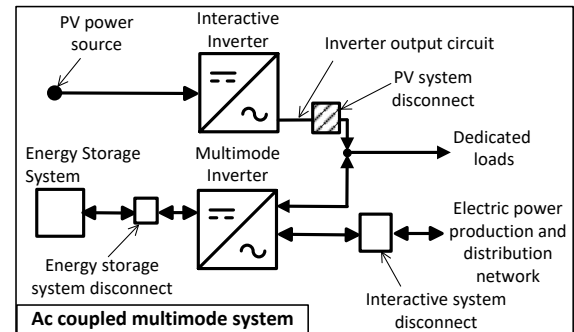 PV power
source
Interactive
Inverter
Inverter output circuit
PV system
disconnect
Dedicated
loads
Energy Storage
System
Multimode
Inverter
Electric power
production and
distribution
network
Energy storage
system disconnect
Interactive system
disconnect
Ac coupled multimode system